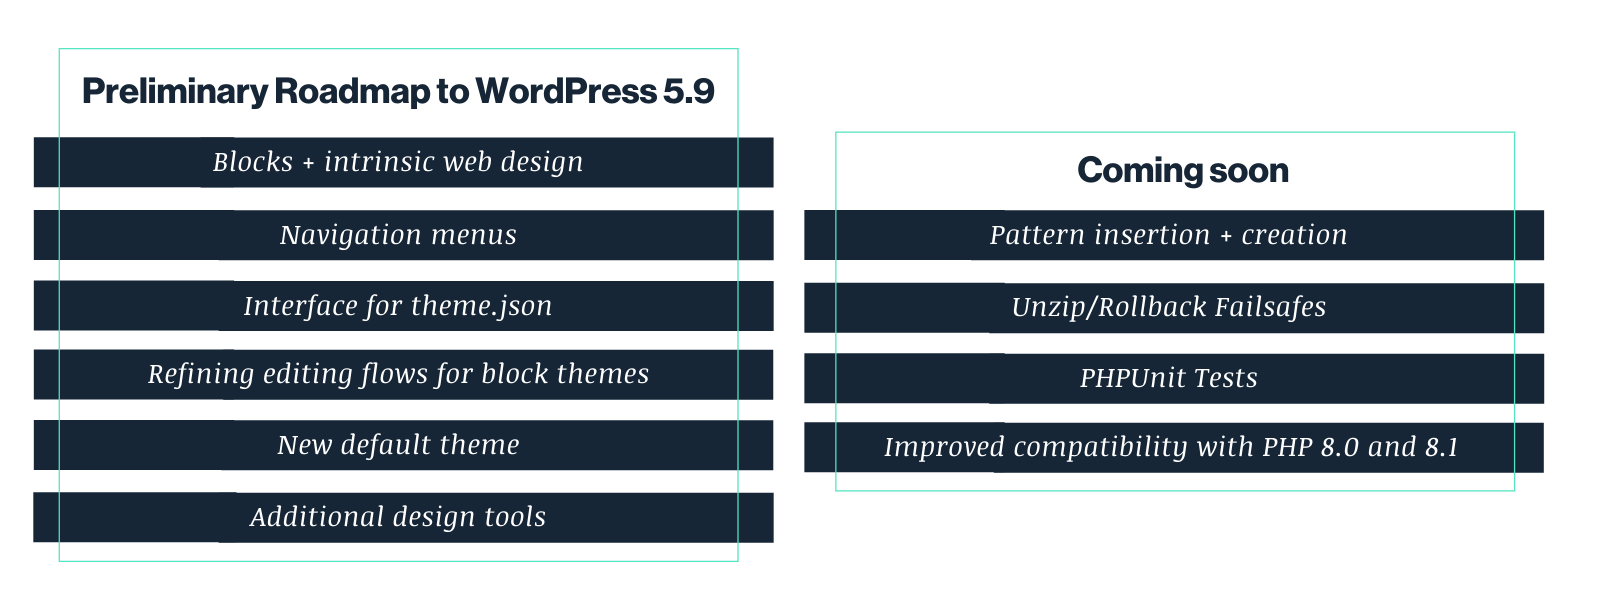 Preliminary Roadmap to WordPress 5.9
Blocks + intrinsic web design
Navigation menus
Interface for theme.json
Refining editing flows for block themes
New default theme
Additional design tools
Coming soon
Pattern insertion + creation
Unzip/Rollback Failsafes
PHPUnit Tests
Improved compatibility with PHP 8.0 and 8.1